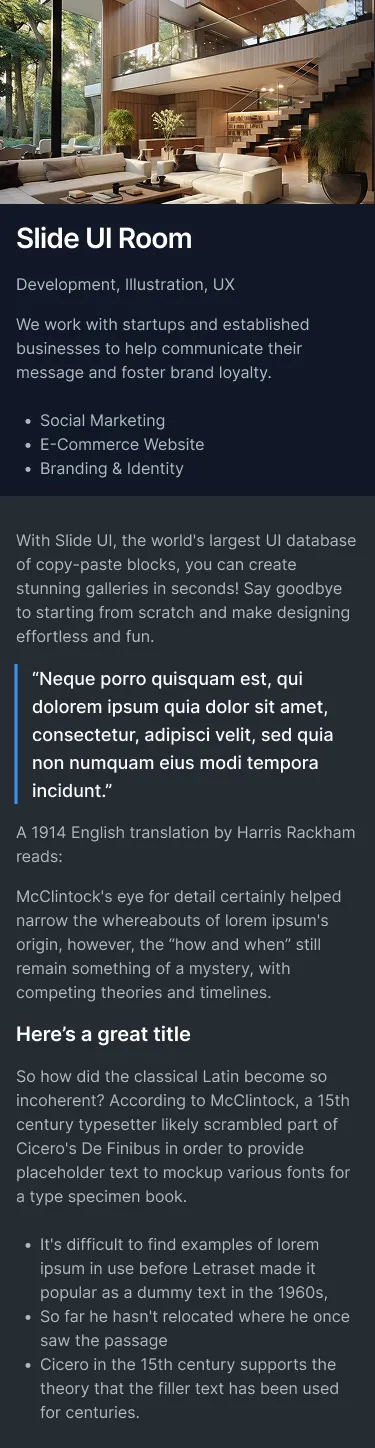 Slide UI Room
Development, Illustration, UX
We work with startups and established
businesses to help communicate their
message and foster brand loyalty.
• Social Marketing
• E-Commerce Website
• Branding & Identity
With Slide UI, the world's largest UI database
of copy-paste blocks, you can create
stunning galleries in seconds! Say goodbye
to starting from scratch and make designing
effortless and fun.
“Neque porro quisquam est, qui
dolorem ipsum quia dolor sit amet,
consectetur, adipisci velit, sed quia
non numquam eius modi tempora
incidunt.”
A 1914 English translation by Harris Rackham
reads:
McClintock's eye for detail certainly helped
narrow the whereabouts of lorem ipsum's
origin, however, the “how and when” still
remain something of a mystery, with
competing theories and timelines.
Here’s a great title
So how did the classical Latin become so
incoherent? According to McClintock, a 15th
century typesetter likely scrambled part of
Cicero's De Finibus in order to provide
placeholder text to mockup various fonts for
a type specimen book.
• It's difficult to find examples of lorem
ipsum in use before Letraset made it
popular as a dummy text in the 1960s,
• So far he hasn't relocated where he once
saw the passage
• Cicero in the 15th century supports the
theory that the filler text has been used
for centuries.